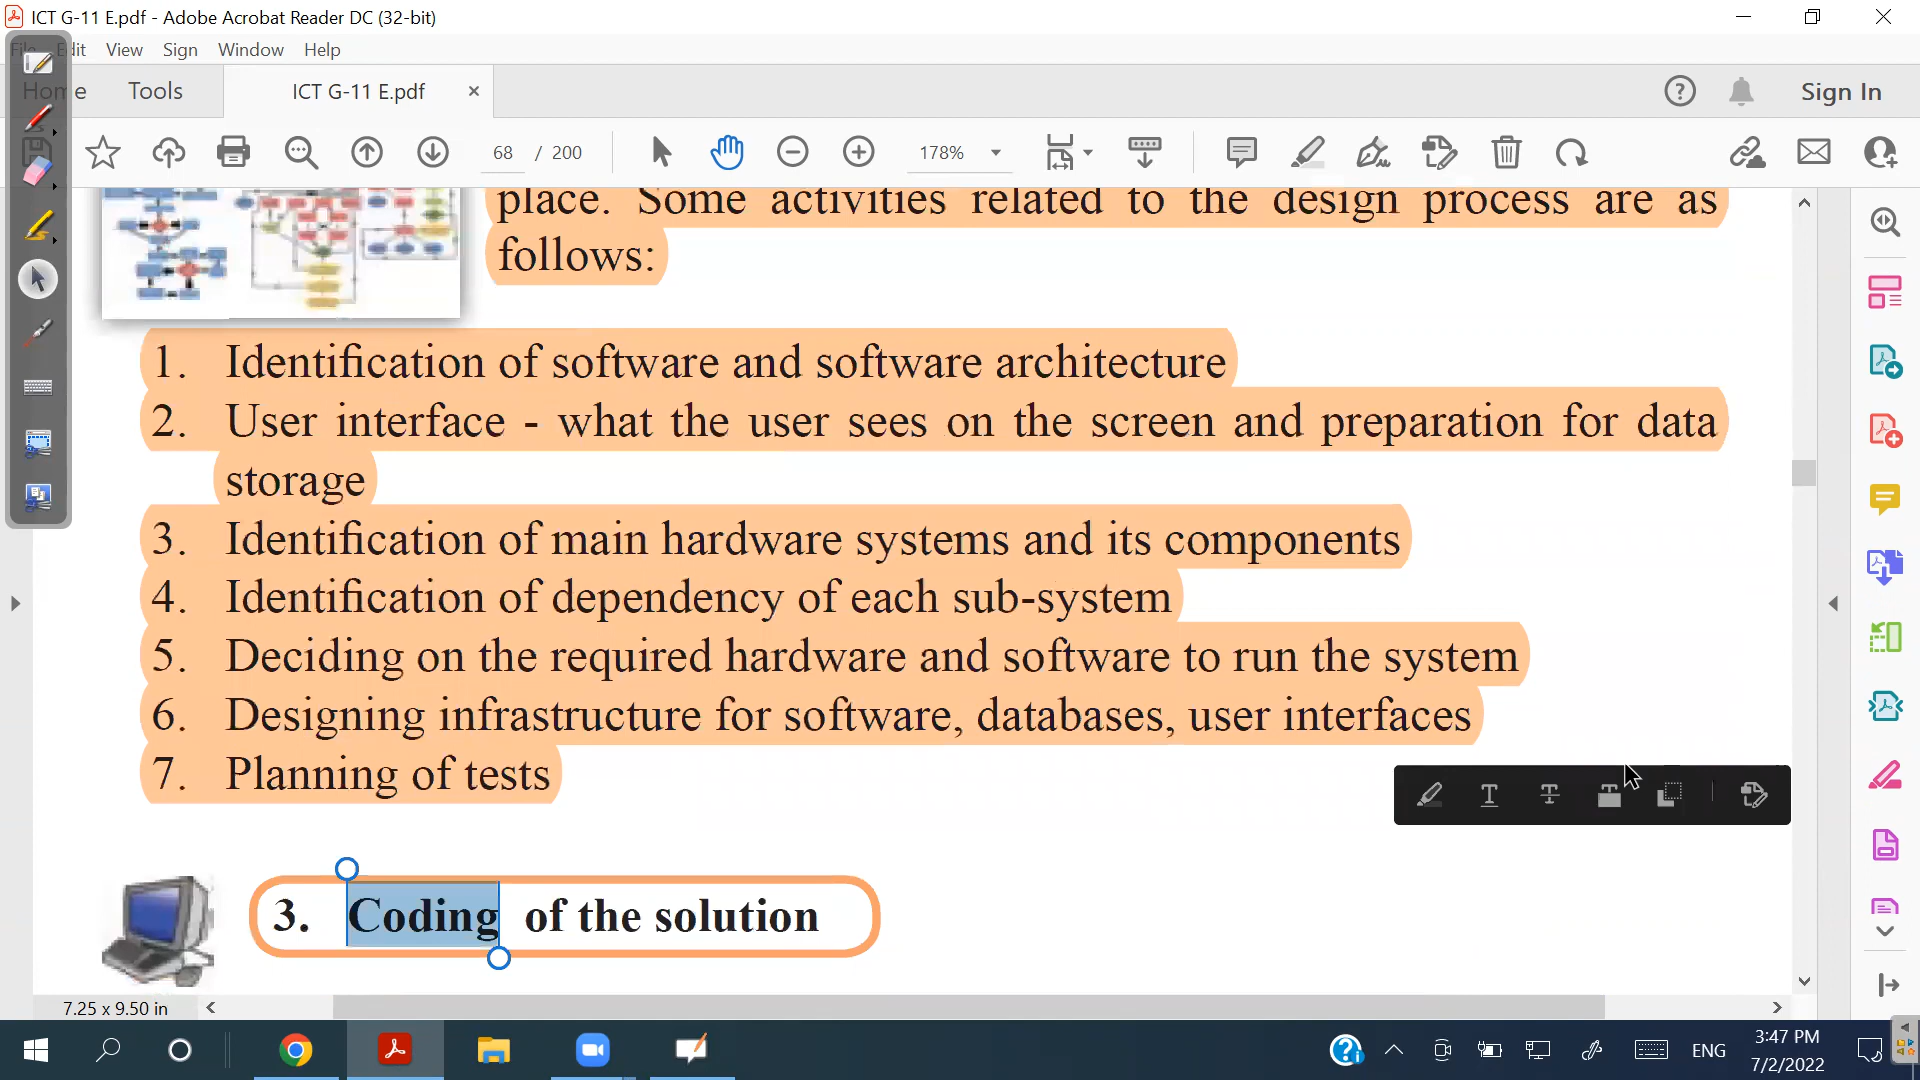 ICT G-11 E.pdf - Adobe Acrobat Reader DC (32-bit)
File Edit View Sign Window Help
Home Tools ICT G-11 E.pdf × Sign In
68 / 200 178%
place. Some activities related to the design process are as
follows:
1. Identification of software and software architecture
2. User interface - what the user sees on the screen and preparation for data
storage
3. Identification of main hardware systems and its components
4. Identification of dependency of each sub-system
5. Deciding on the required hardware and software to run the system
6. Designing infrastructure for software, databases, user interfaces
7. Planning of tests
3. Coding of the solution
7.25 x 9.50 in
ENG
3:47 PM
7/2/2022